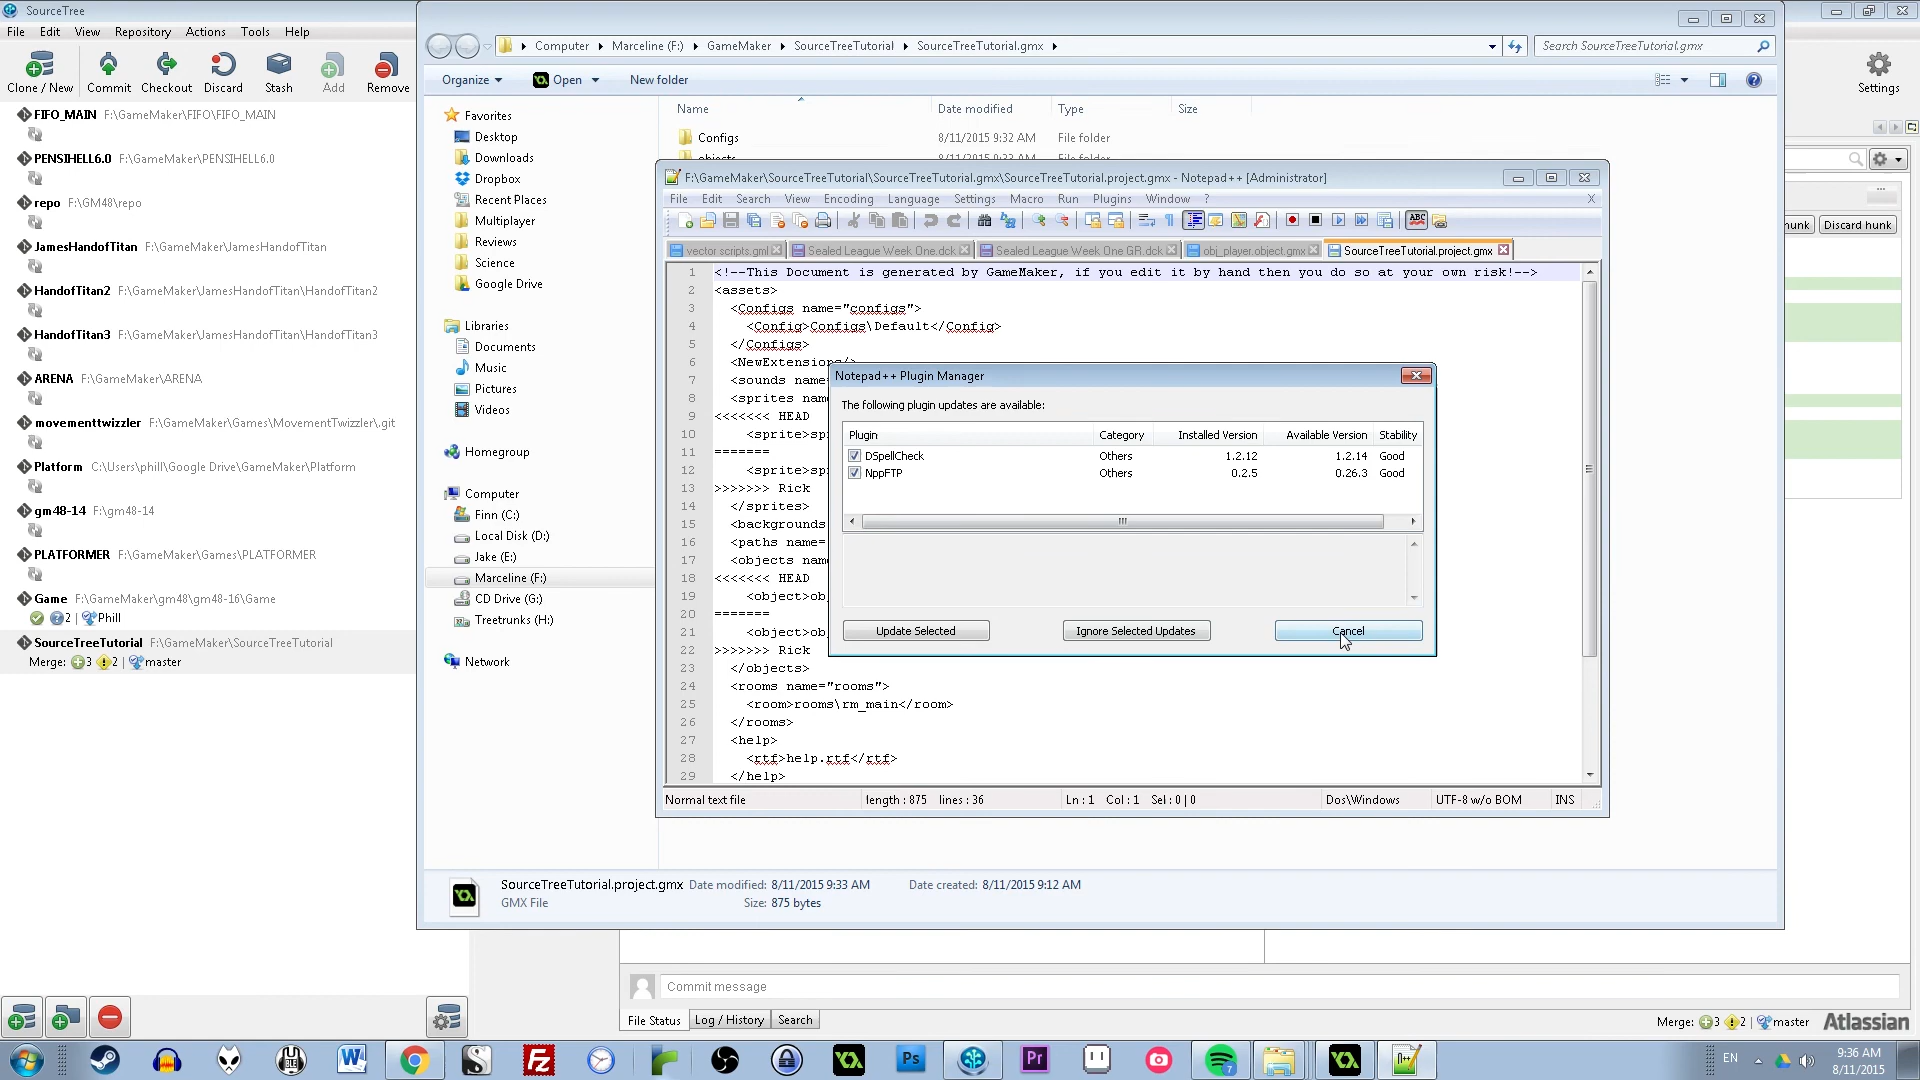 SourceTree
File Edit View Repository Actions Tools Help
Clone / New Commit Checkout Discard Stash Add Remove
Settings
FIFO_MAIN F:\GameMaker\FIFO\FIFO_MAIN
PENSIHELL6.0 F:\GameMaker\PENSIHELL6.0
repo F:\GM48\repo
JamesHandofTitan F:\GameMaker\JamesHandofTitan
HandofTitan2 F:\GameMaker\JamesHandofTitan\HandofTitan2
HandofTitan3 F:\GameMaker\JamesHandofTitan\HandofTitan3
ARENA F:\GameMaker\ARENA
movementtwizzler F:\GameMaker\Games\MovementTwizzler\.git
Platform C:\Users\phill\Google Drive\GameMaker\Platform
gm48-14 F:\gm48-14
PLATFORMER F:\GameMaker\Games\PLATFORMER
Game F:\GameMaker\gm48\gm48-16\Game
2 | Phill
SourceTreeTutorial F:\GameMaker\SourceTreeTutorial
Merge: 3 2 | master
Computer Marceline (F:) GameMaker SourceTreeTutorial SourceTreeTutorial.gmx
Search SourceTreeTutorial.gmx
Organize Open New folder
Favorites
Desktop
Downloads
Dropbox
Recent Places
Multiplayer
Reviews
Science
Google Drive
Libraries
Documents
Music
Pictures
Videos
Homegroup
Computer
Finn (C:)
Local Disk (D:)
Jake (E:)
Marceline (F:)
CD Drive (G:)
Treetrunks (H:)
Network
Name Date modified Type Size
Configs 8/11/2015 9:32 AM File folder
objects 8/11/2015 9:33 AM File folder
F:\GameMaker\SourceTreeTutorial\SourceTreeTutorial.gmx\SourceTreeTutorial.project.gmx - Notepad++ [Administrator]
File Edit Search View Encoding Language Settings Macro Run Plugins Window ? X
ABC
vector scripts.gml Sealed League Week One.dck Sealed League Week One GR.dck obj_player.object.gmx SourceTreeTutorial.project.gmx
1 <!--This Document is generated by GameMaker, if you edit it by hand then you do so at your own risk!-->
2 <assets>
3 <Configs name="configs">
4 <Config>Configs\Default</Config>
5 </Configs>
6 <NewExtensions/>
7 <sounds name
8 <sprites nam
9 <<<<<<< HEAD
10 <sprite>sp
11 =======
12 <sprite>sp
13 >>>>>>> Rick
14 </sprites>
15 <backgrounds
16 <paths name=
17 <objects nam
18 <<<<<<< HEAD
19 <object>ob
20 =======
21 <object>ob
22 >>>>>>> Rick
23 </objects>
24 <rooms name="rooms">
25 <room>rooms\rm_main</room>
26 </rooms>
27 <help>
28 <rtf>help.rtf</rtf>
29 </help>
Normal text file length : 875 lines : 36 Ln : 1 Col : 1 Sel : 0 | 0 Dos\Windows UTF-8 w/o BOM INS
Notepad++ Plugin Manager
The following plugin updates are available:
Plugin Category Installed Version Available Version Stability
DSpellCheck Others 1.2.12 1.2.14 Good
NppFTP Others 0.2.5 0.26.3 Good
Update Selected Ignore Selected Updates Cancel
SourceTreeTutorial.project.gmx Date modified: 8/11/2015 9:33 AM Date created: 8/11/2015 9:12 AM
GMX File Size: 875 bytes
hunk Discard hunk
Commit message
File Status Log / History Search
Merge: 3 2 | master Atlassian
W S Fz Ps Pr 7
EN
9:36 AM
8/11/2015